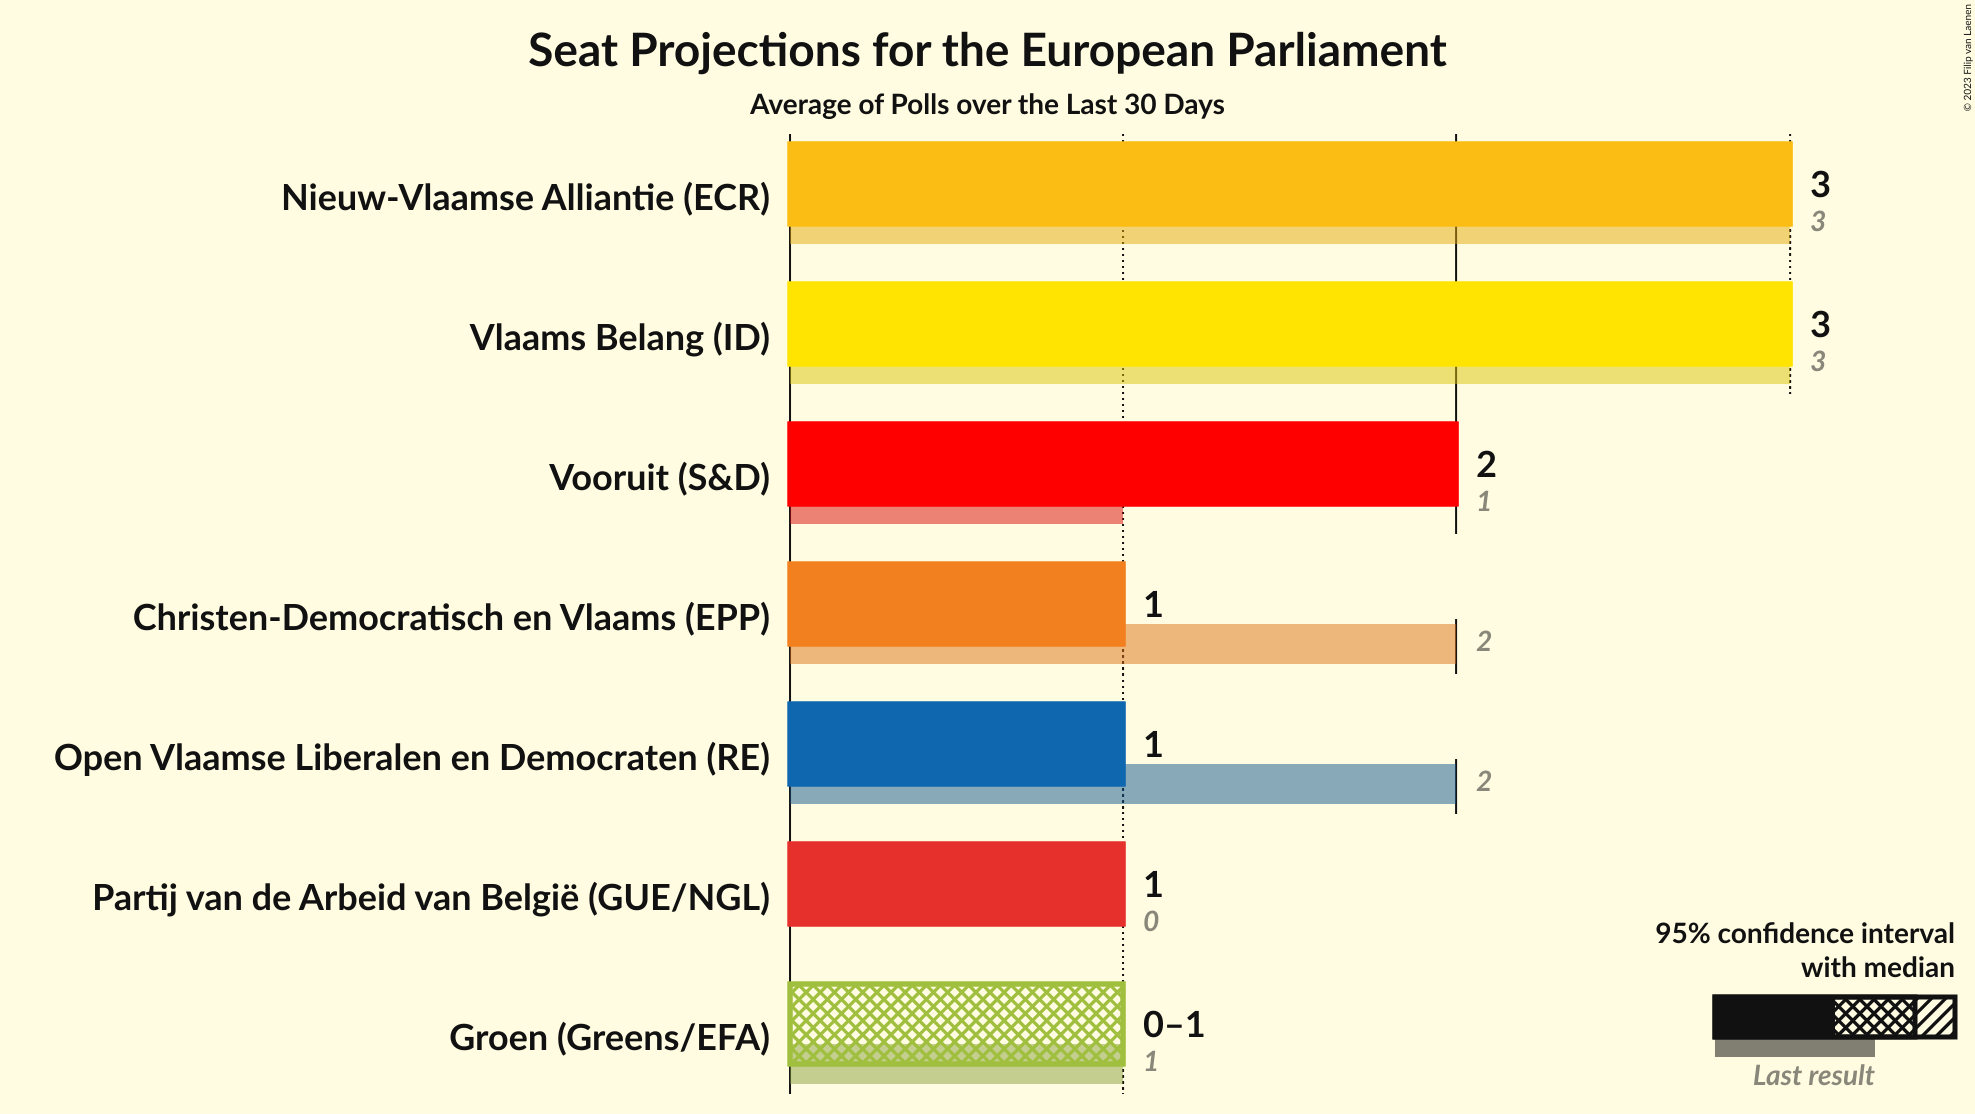 Seat Projections for the European Parliament
Average of Polls over the Last 30 Days
© 2023 Filip van Laenen
Nieuw-Vlaamse Alliantie (ECR)
3
3
Vlaams Belang (ID)
3
3
Vooruit (S&D)
2
1
Christen-Democratisch en Vlaams (EPP)
1
2
Open Vlaamse Liberalen en Democraten (RE)
1
2
Partij van de Arbeid van België (GUE/NGL)
1
0
Groen (Greens/EFA)
0–1
1
95% confidence interval
with median
Last result